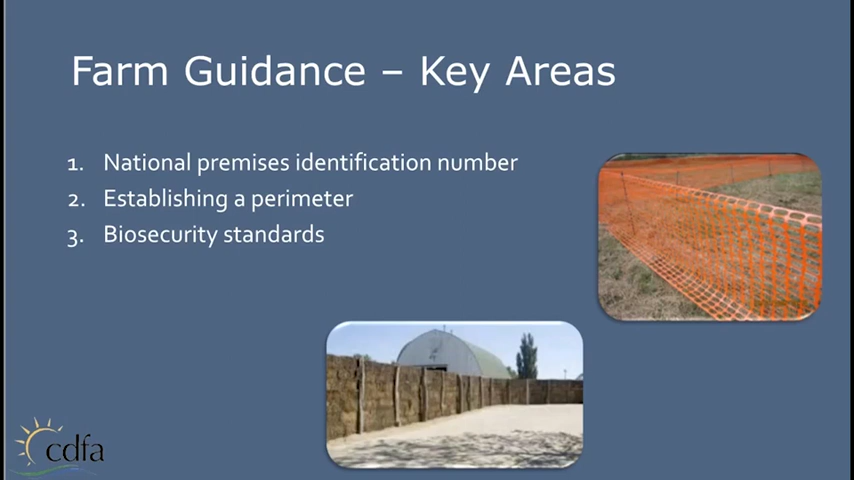 Farm Guidance – Key Areas
1. National premises identification number
2. Establishing a perimeter
3. Biosecurity standards
cdfa